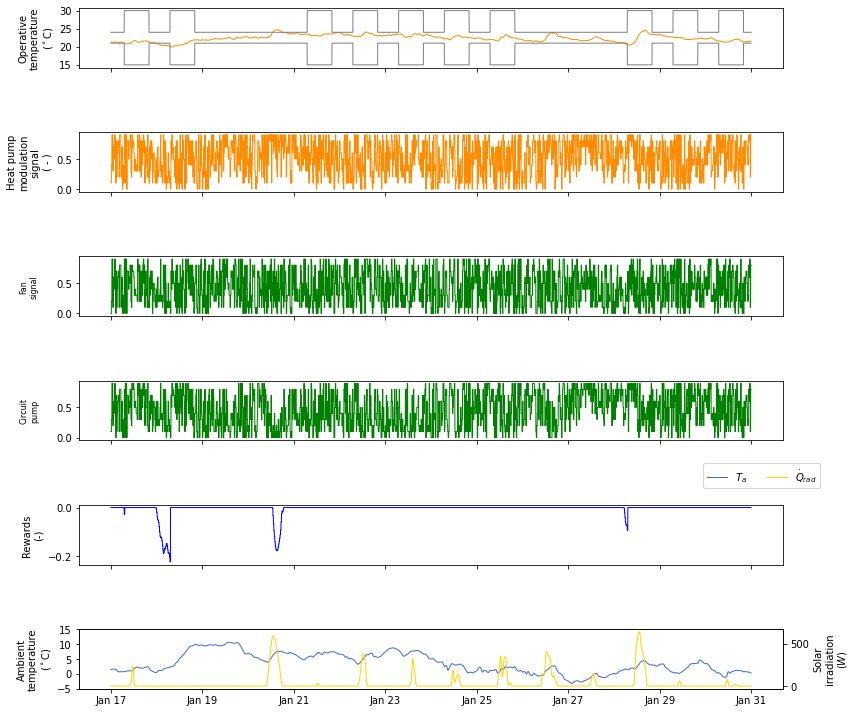 Operative
temperature
(°C)
30
25
20
15
Heat pump
modulation
signal
( - )
0.5
0.0
Fan
signal
0.5
0.0
Circuit
pump
0.5
0.0
T_a
Q̇_rad
Rewards
(-)
0.0
−0.2
Ambient
temperature
(°C)
15
10
5
0
−5
500
0
Solar
irradiation
(W)
Jan 17 Jan 19 Jan 21 Jan 23 Jan 25 Jan 27 Jan 29 Jan 31